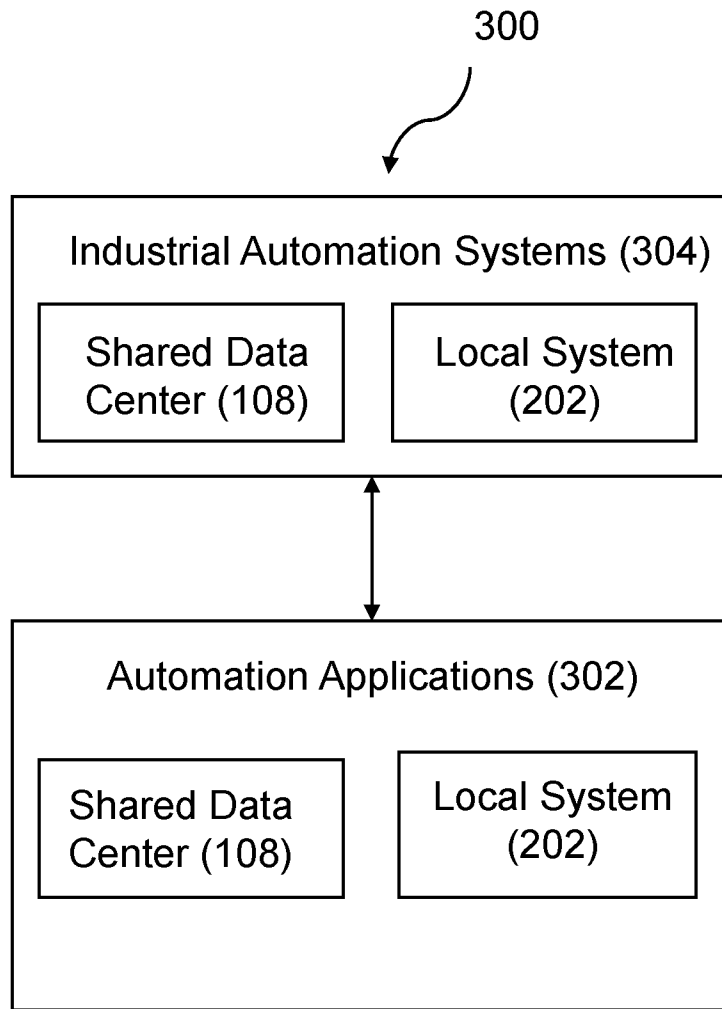 300
Industrial Automation Systems (304)
Shared Data
Center (108)
Local System
(202)
Automation Applications (302)
Shared Data
Center (108)
Local System
(202)